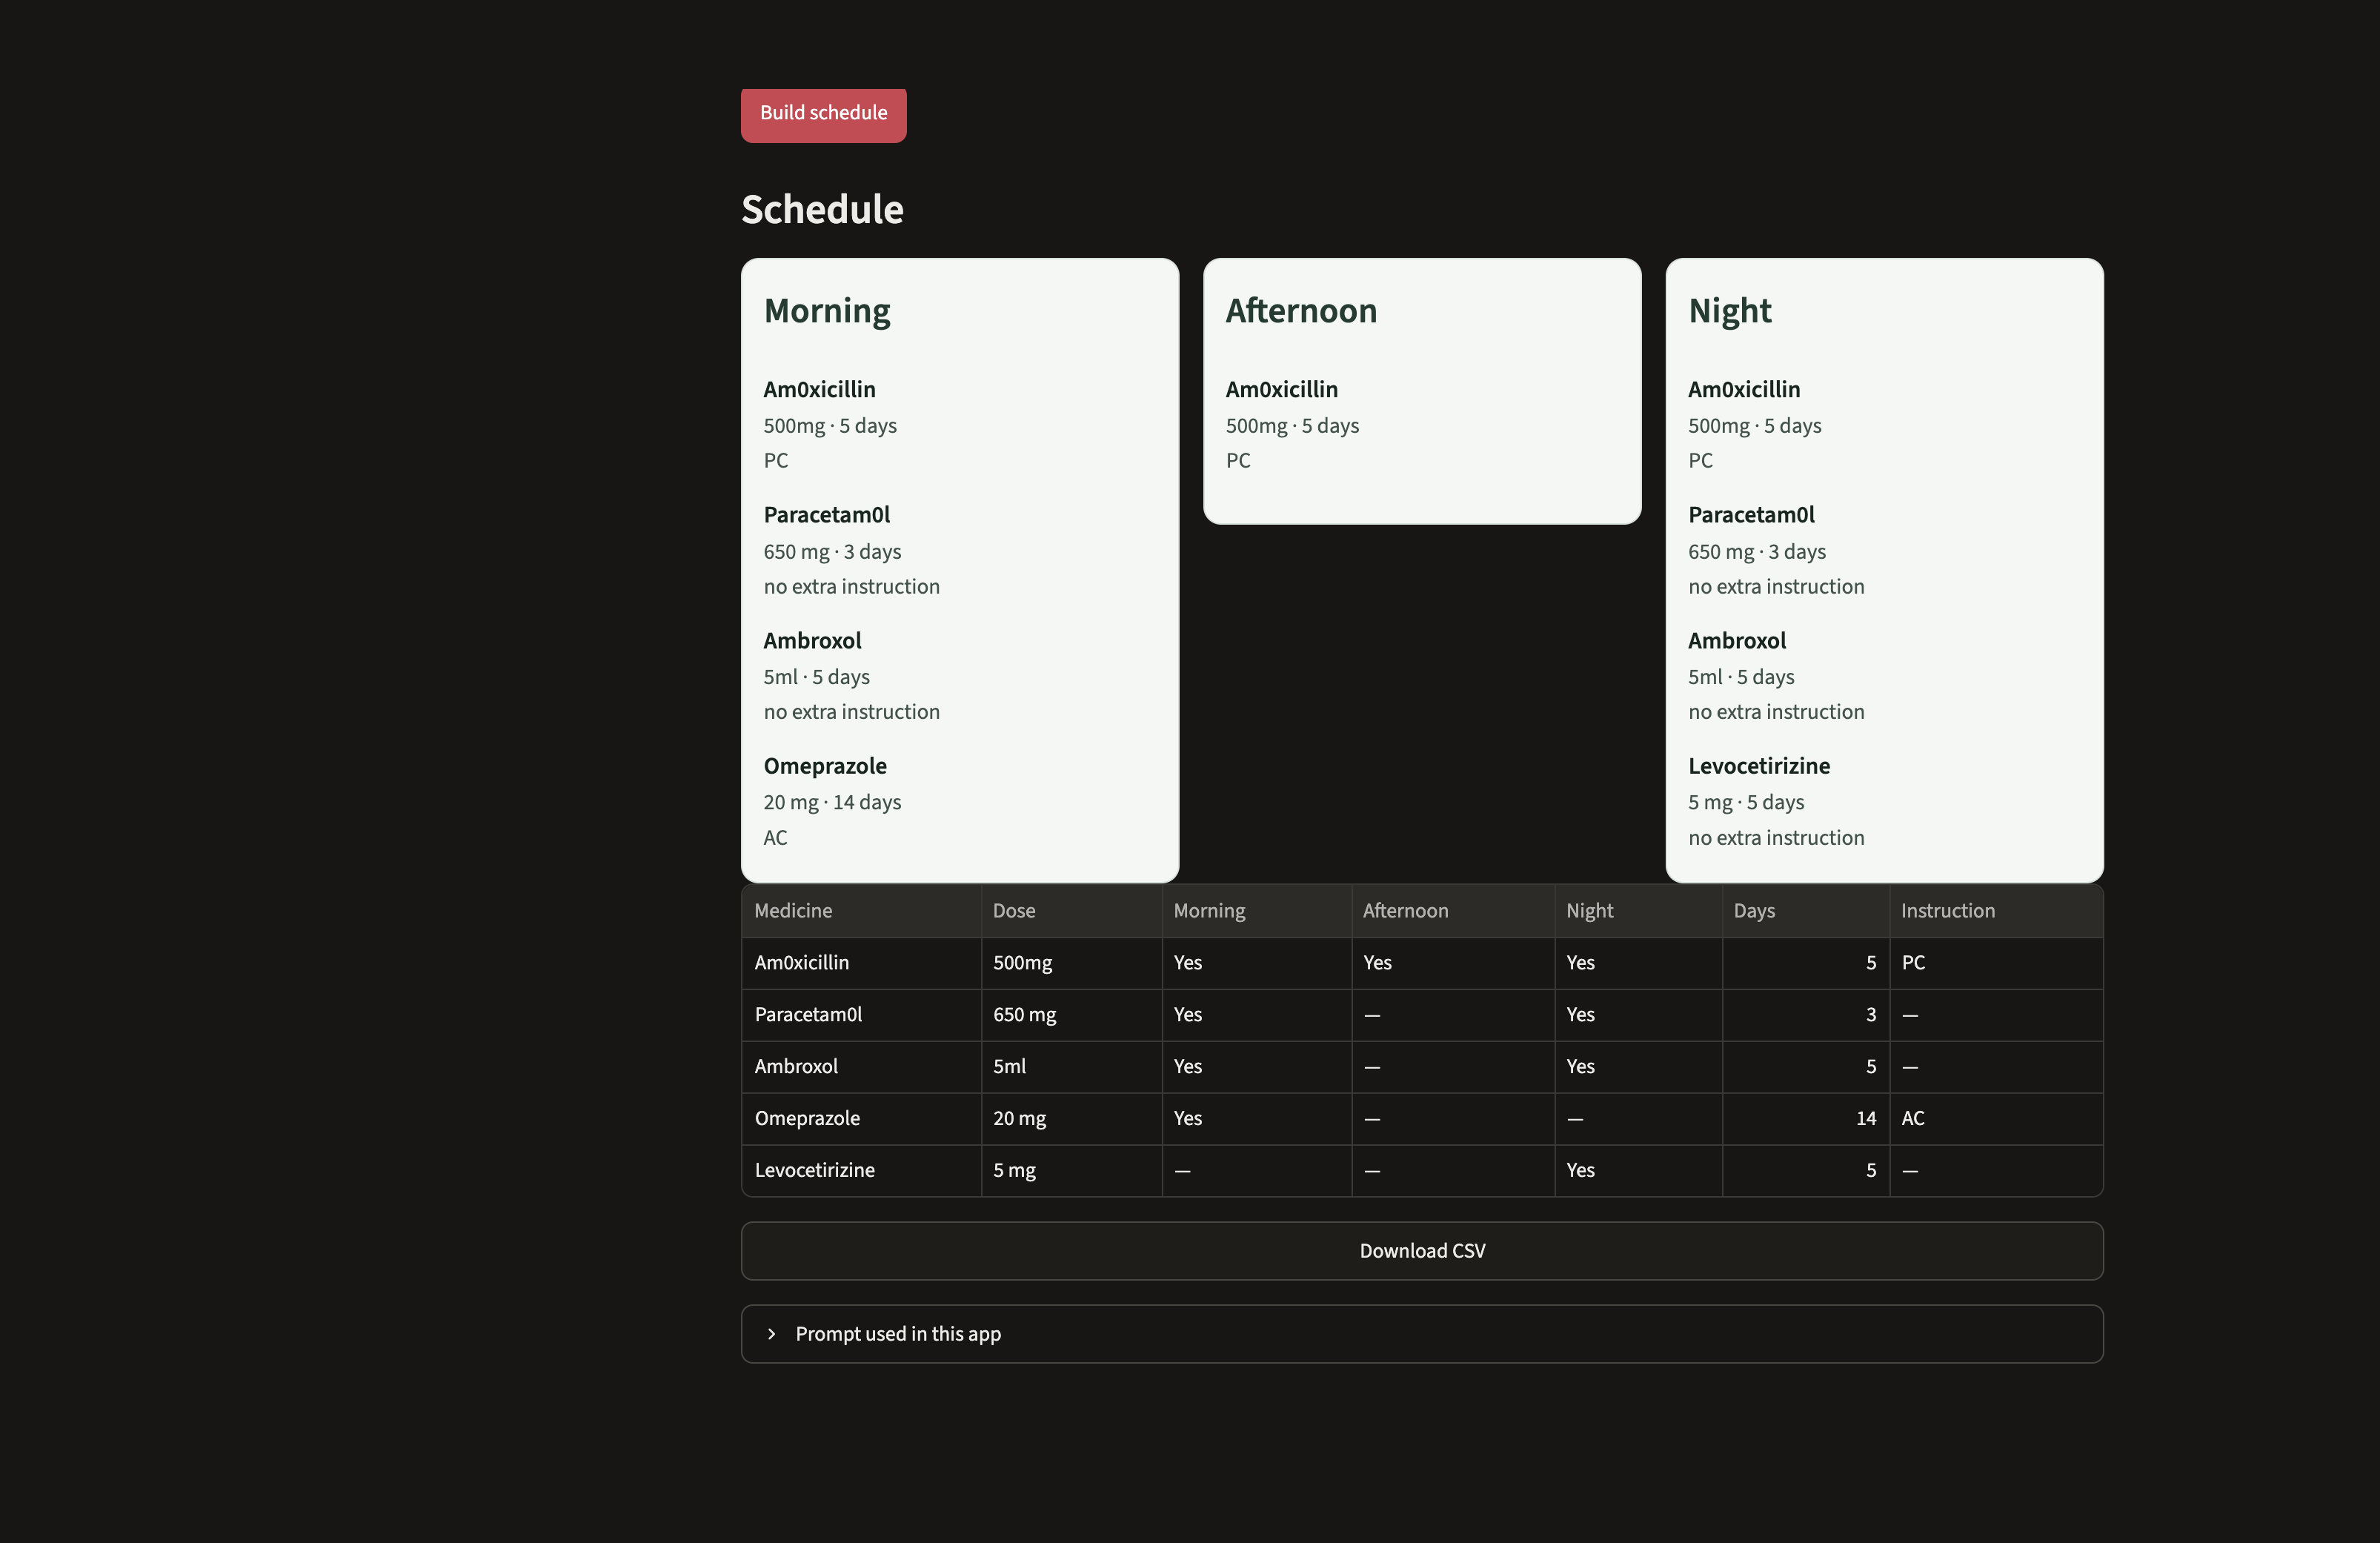 Build schedule
Schedule
Morning
Am0xicillin
500mg · 5 days
PC
Paracetam0l
650 mg · 3 days
no extra instruction
Ambroxol
5ml · 5 days
no extra instruction
Omeprazole
20 mg · 14 days
AC
Afternoon
Am0xicillin
500mg · 5 days
PC
Night
Am0xicillin
500mg · 5 days
PC
Paracetam0l
650 mg · 3 days
no extra instruction
Ambroxol
5ml · 5 days
no extra instruction
Levocetirizine
5 mg · 5 days
no extra instruction
Medicine Dose Morning Afternoon Night Days Instruction
Am0xicillin 500mg Yes Yes Yes 5 PC
Paracetam0l 650 mg Yes — Yes 3 —
Ambroxol 5ml Yes — Yes 5 —
Omeprazole 20 mg Yes — — 14 AC
Levocetirizine 5 mg — — Yes 5 —
Download CSV
Prompt used in this app